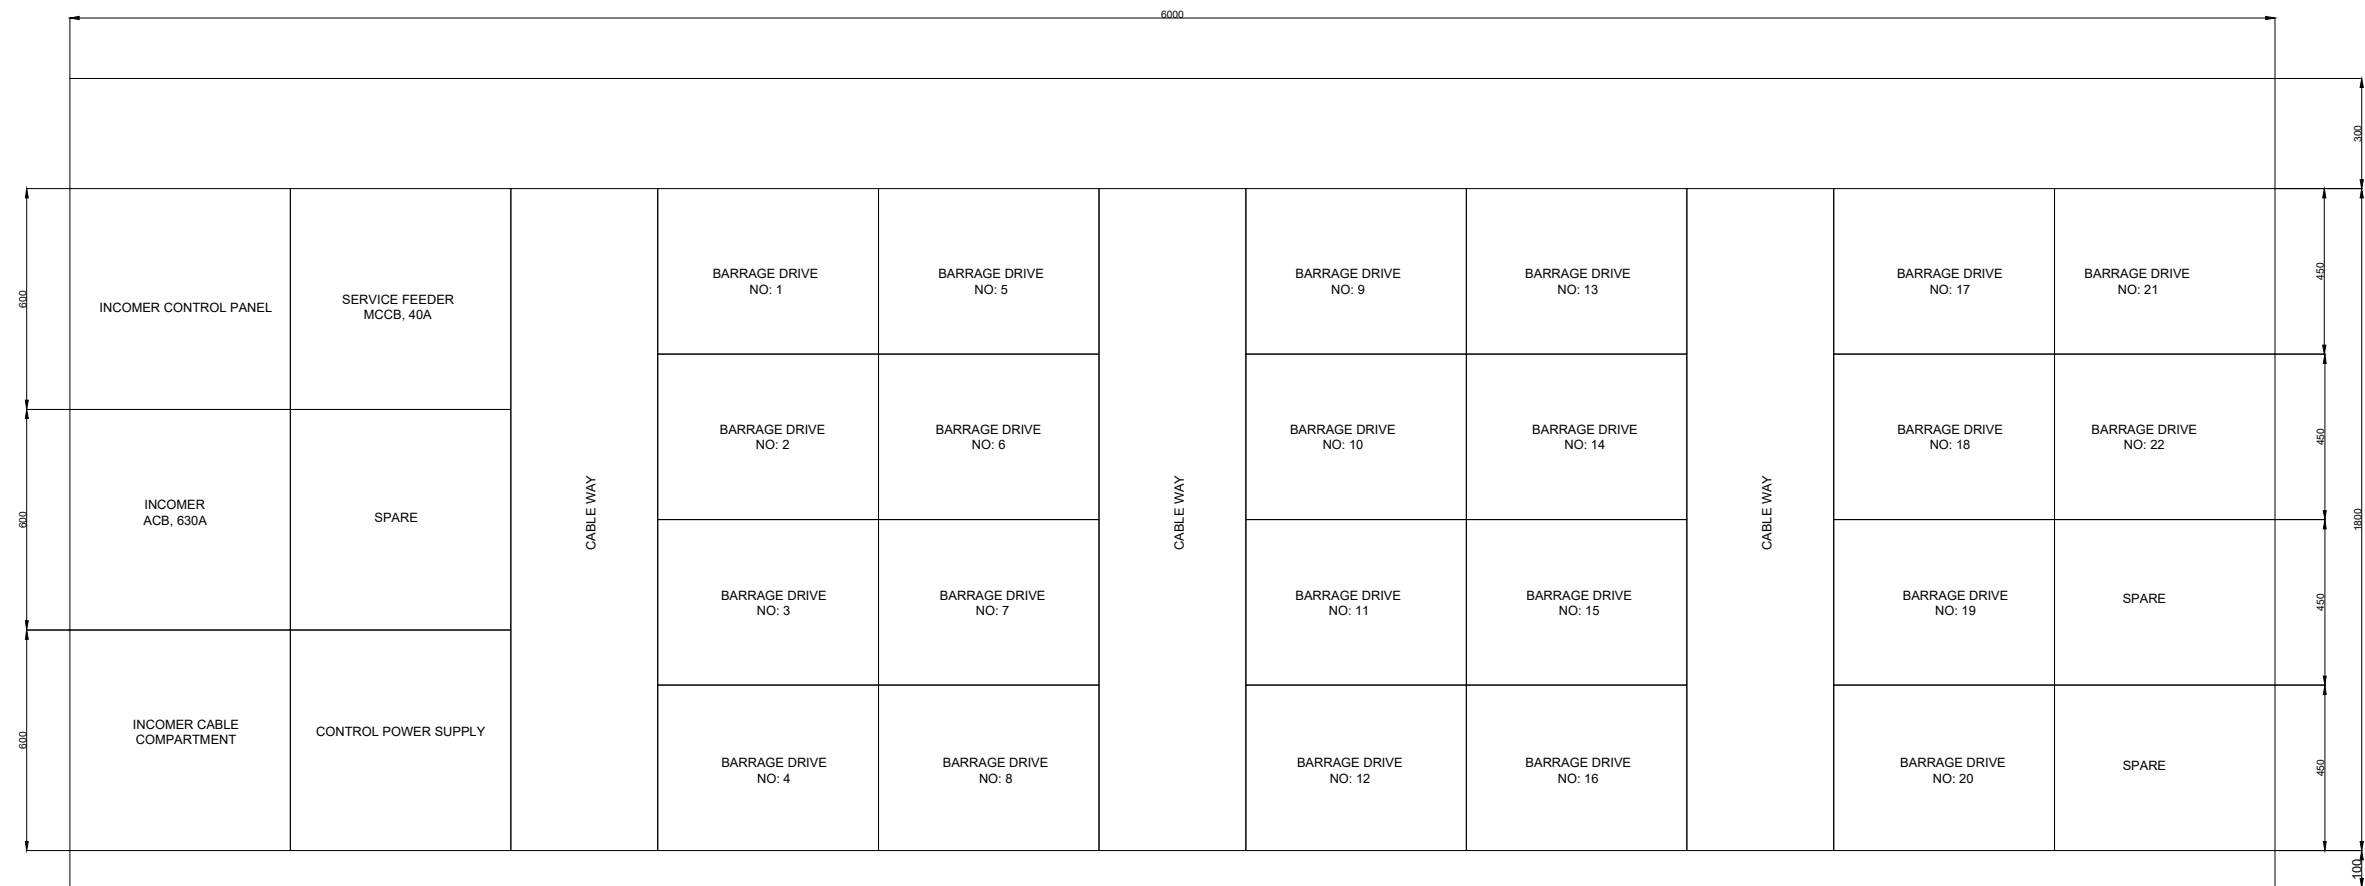 6000
300
600
INCOMER CONTROL PANEL
SERVICE FEEDER
MCCB, 40A
BARRAGE DRIVE
NO: 1
BARRAGE DRIVE
NO: 5
BARRAGE DRIVE
NO: 9
BARRAGE DRIVE
NO: 13
BARRAGE DRIVE
NO: 17
BARRAGE DRIVE
NO: 21
450
BARRAGE DRIVE
NO: 2
BARRAGE DRIVE
NO: 6
BARRAGE DRIVE
NO: 10
BARRAGE DRIVE
NO: 14
BARRAGE DRIVE
NO: 18
BARRAGE DRIVE
NO: 22
450
600
INCOMER
ACB, 630A
SPARE
CABLE WAY
CABLE WAY
CABLE WAY
1800
BARRAGE DRIVE
NO: 3
BARRAGE DRIVE
NO: 7
BARRAGE DRIVE
NO: 11
BARRAGE DRIVE
NO: 15
BARRAGE DRIVE
NO: 19
SPARE
450
600
INCOMER CABLE
COMPARTMENT
CONTROL POWER SUPPLY
BARRAGE DRIVE
NO: 4
BARRAGE DRIVE
NO: 8
BARRAGE DRIVE
NO: 12
BARRAGE DRIVE
NO: 16
BARRAGE DRIVE
NO: 20
SPARE
450
100